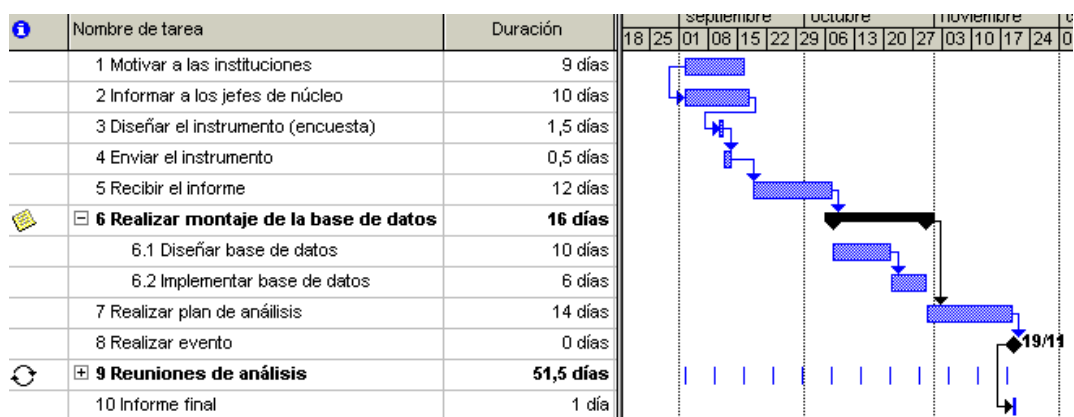 septiembre octubre noviembre
Nombre de tarea Duración
18 25 01 08 15 22 29 06 13 20 27 03 10 17 24 0
1 Motivar a las instituciones 9 días
2 Informar a los jefes de núcleo 10 días
3 Diseñar el instrumento (encuesta) 1,5 días
4 Enviar el instrumento 0,5 días
5 Recibir el informe 12 días
6 Realizar montaje de la base de datos 16 días
6.1 Diseñar base de datos 10 días
6.2 Implementar base de datos 6 días
7 Realizar plan de análisis 14 días
8 Realizar evento 0 días 19/11
9 Reuniones de análisis 51,5 días
10 Informe final 1 día